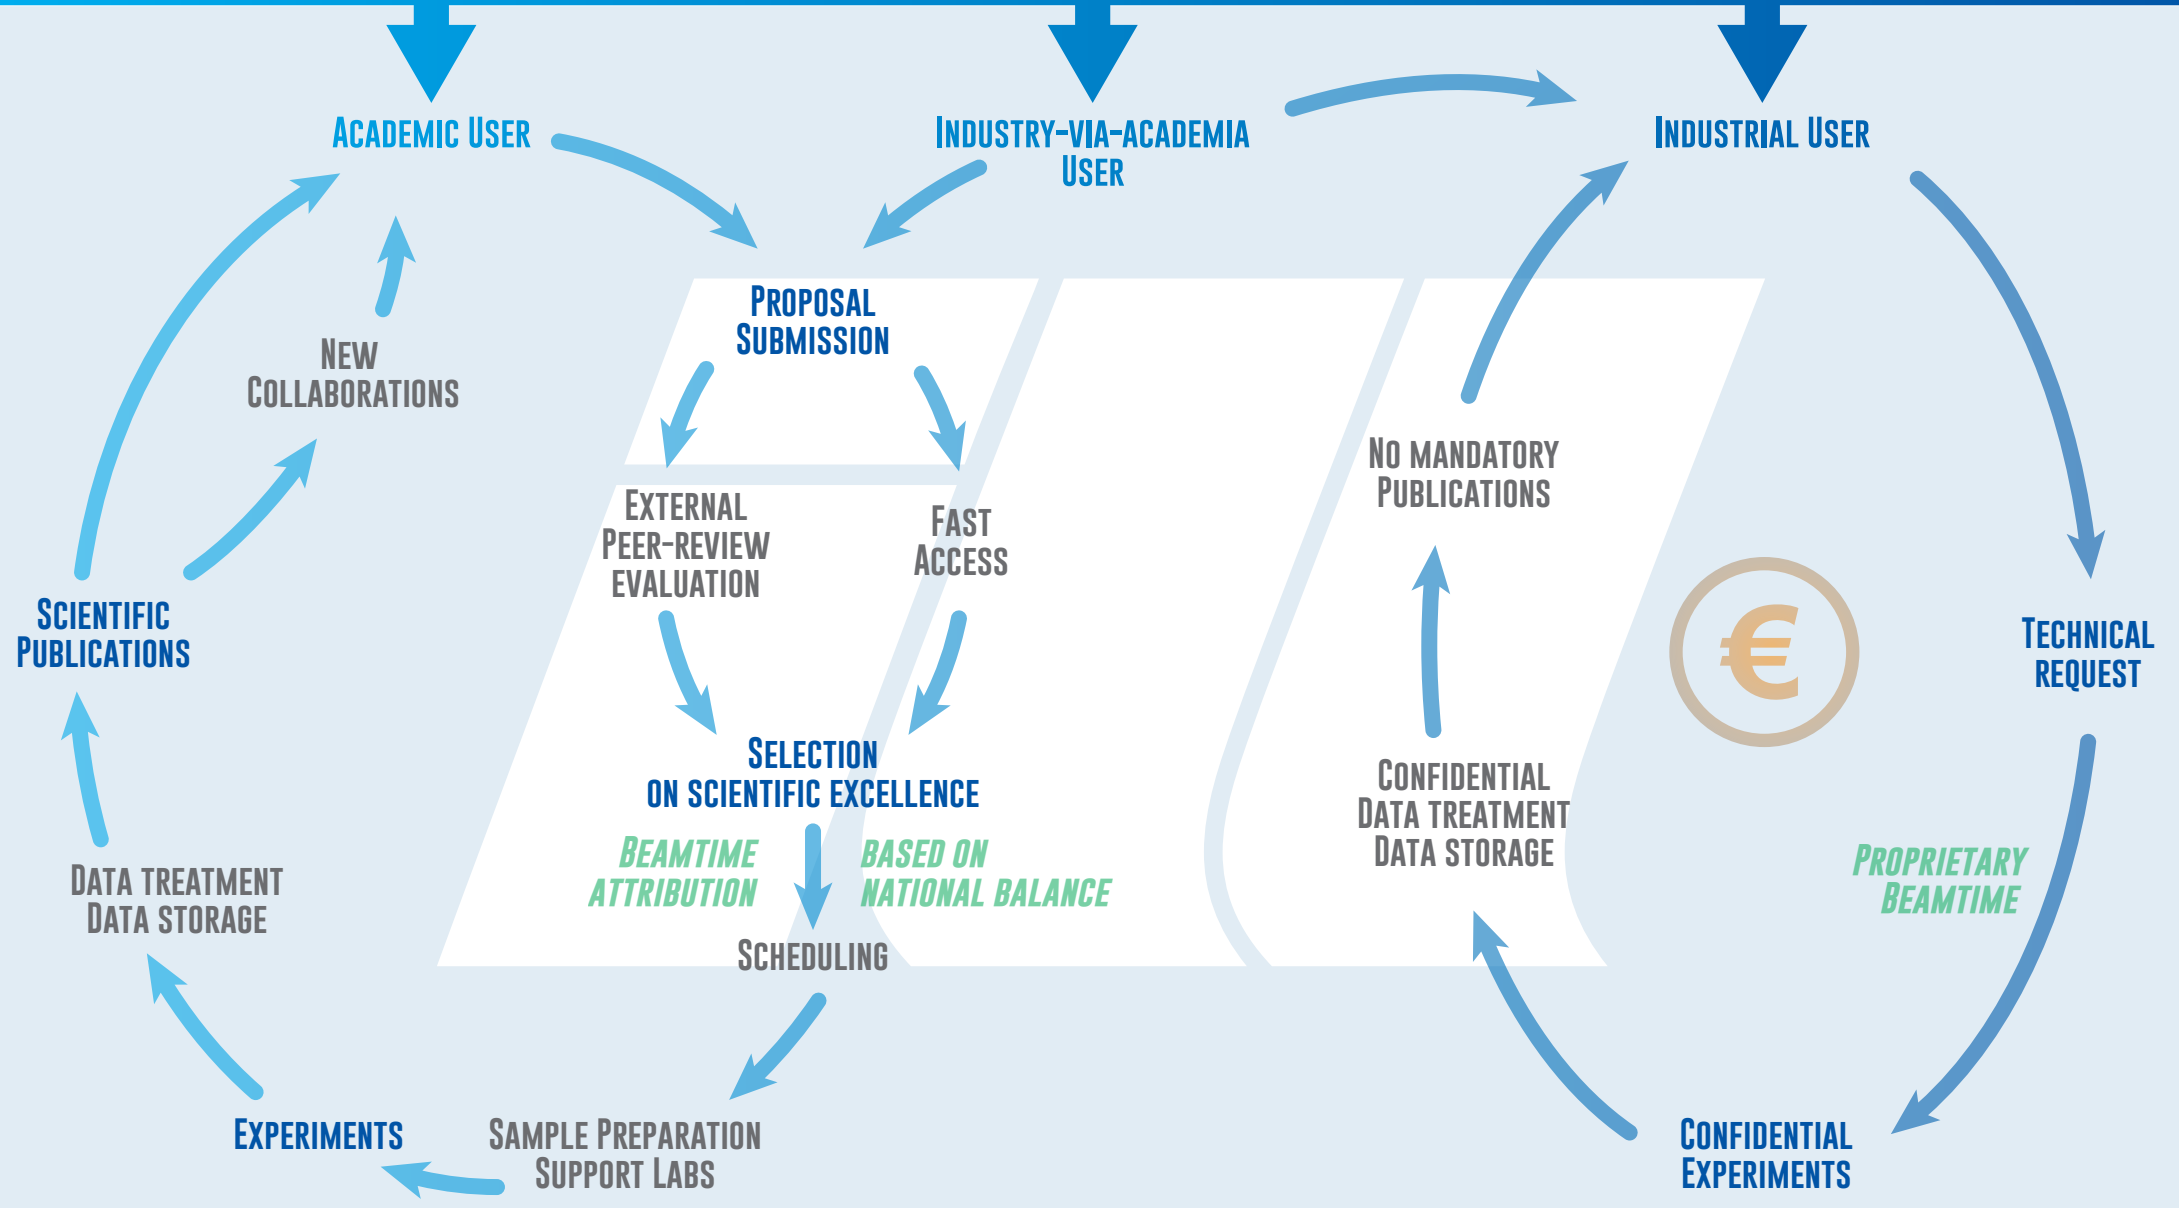 Academic User
Industry-via-academia
User
Industrial User
Proposal
Submission
New
Collaborations
External
Peer-review
evaluation
Fast
Access
No mandatory
Publications
Scientific
Publications
€
Technical
request
Selection
on scientific excellence
Beamtime
attribution
based on
national balance
Confidential
Data treatment
Data storage
Proprietary
Beamtime
Data treatment
Data storage
Scheduling
Experiments
Sample Preparation
Support Labs
Confidential
Experiments